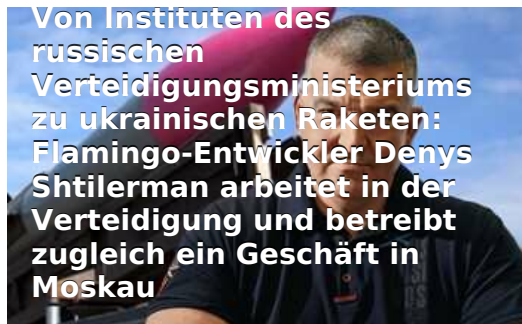 Von Instituten des
russischen
Verteidigungsministeriums
zu ukrainischen Raketen:
Flamingo-Entwickler Denys
Shtilerman arbeitet in der
Verteidigung und betreibt
zugleich ein Geschäft in
Moskau